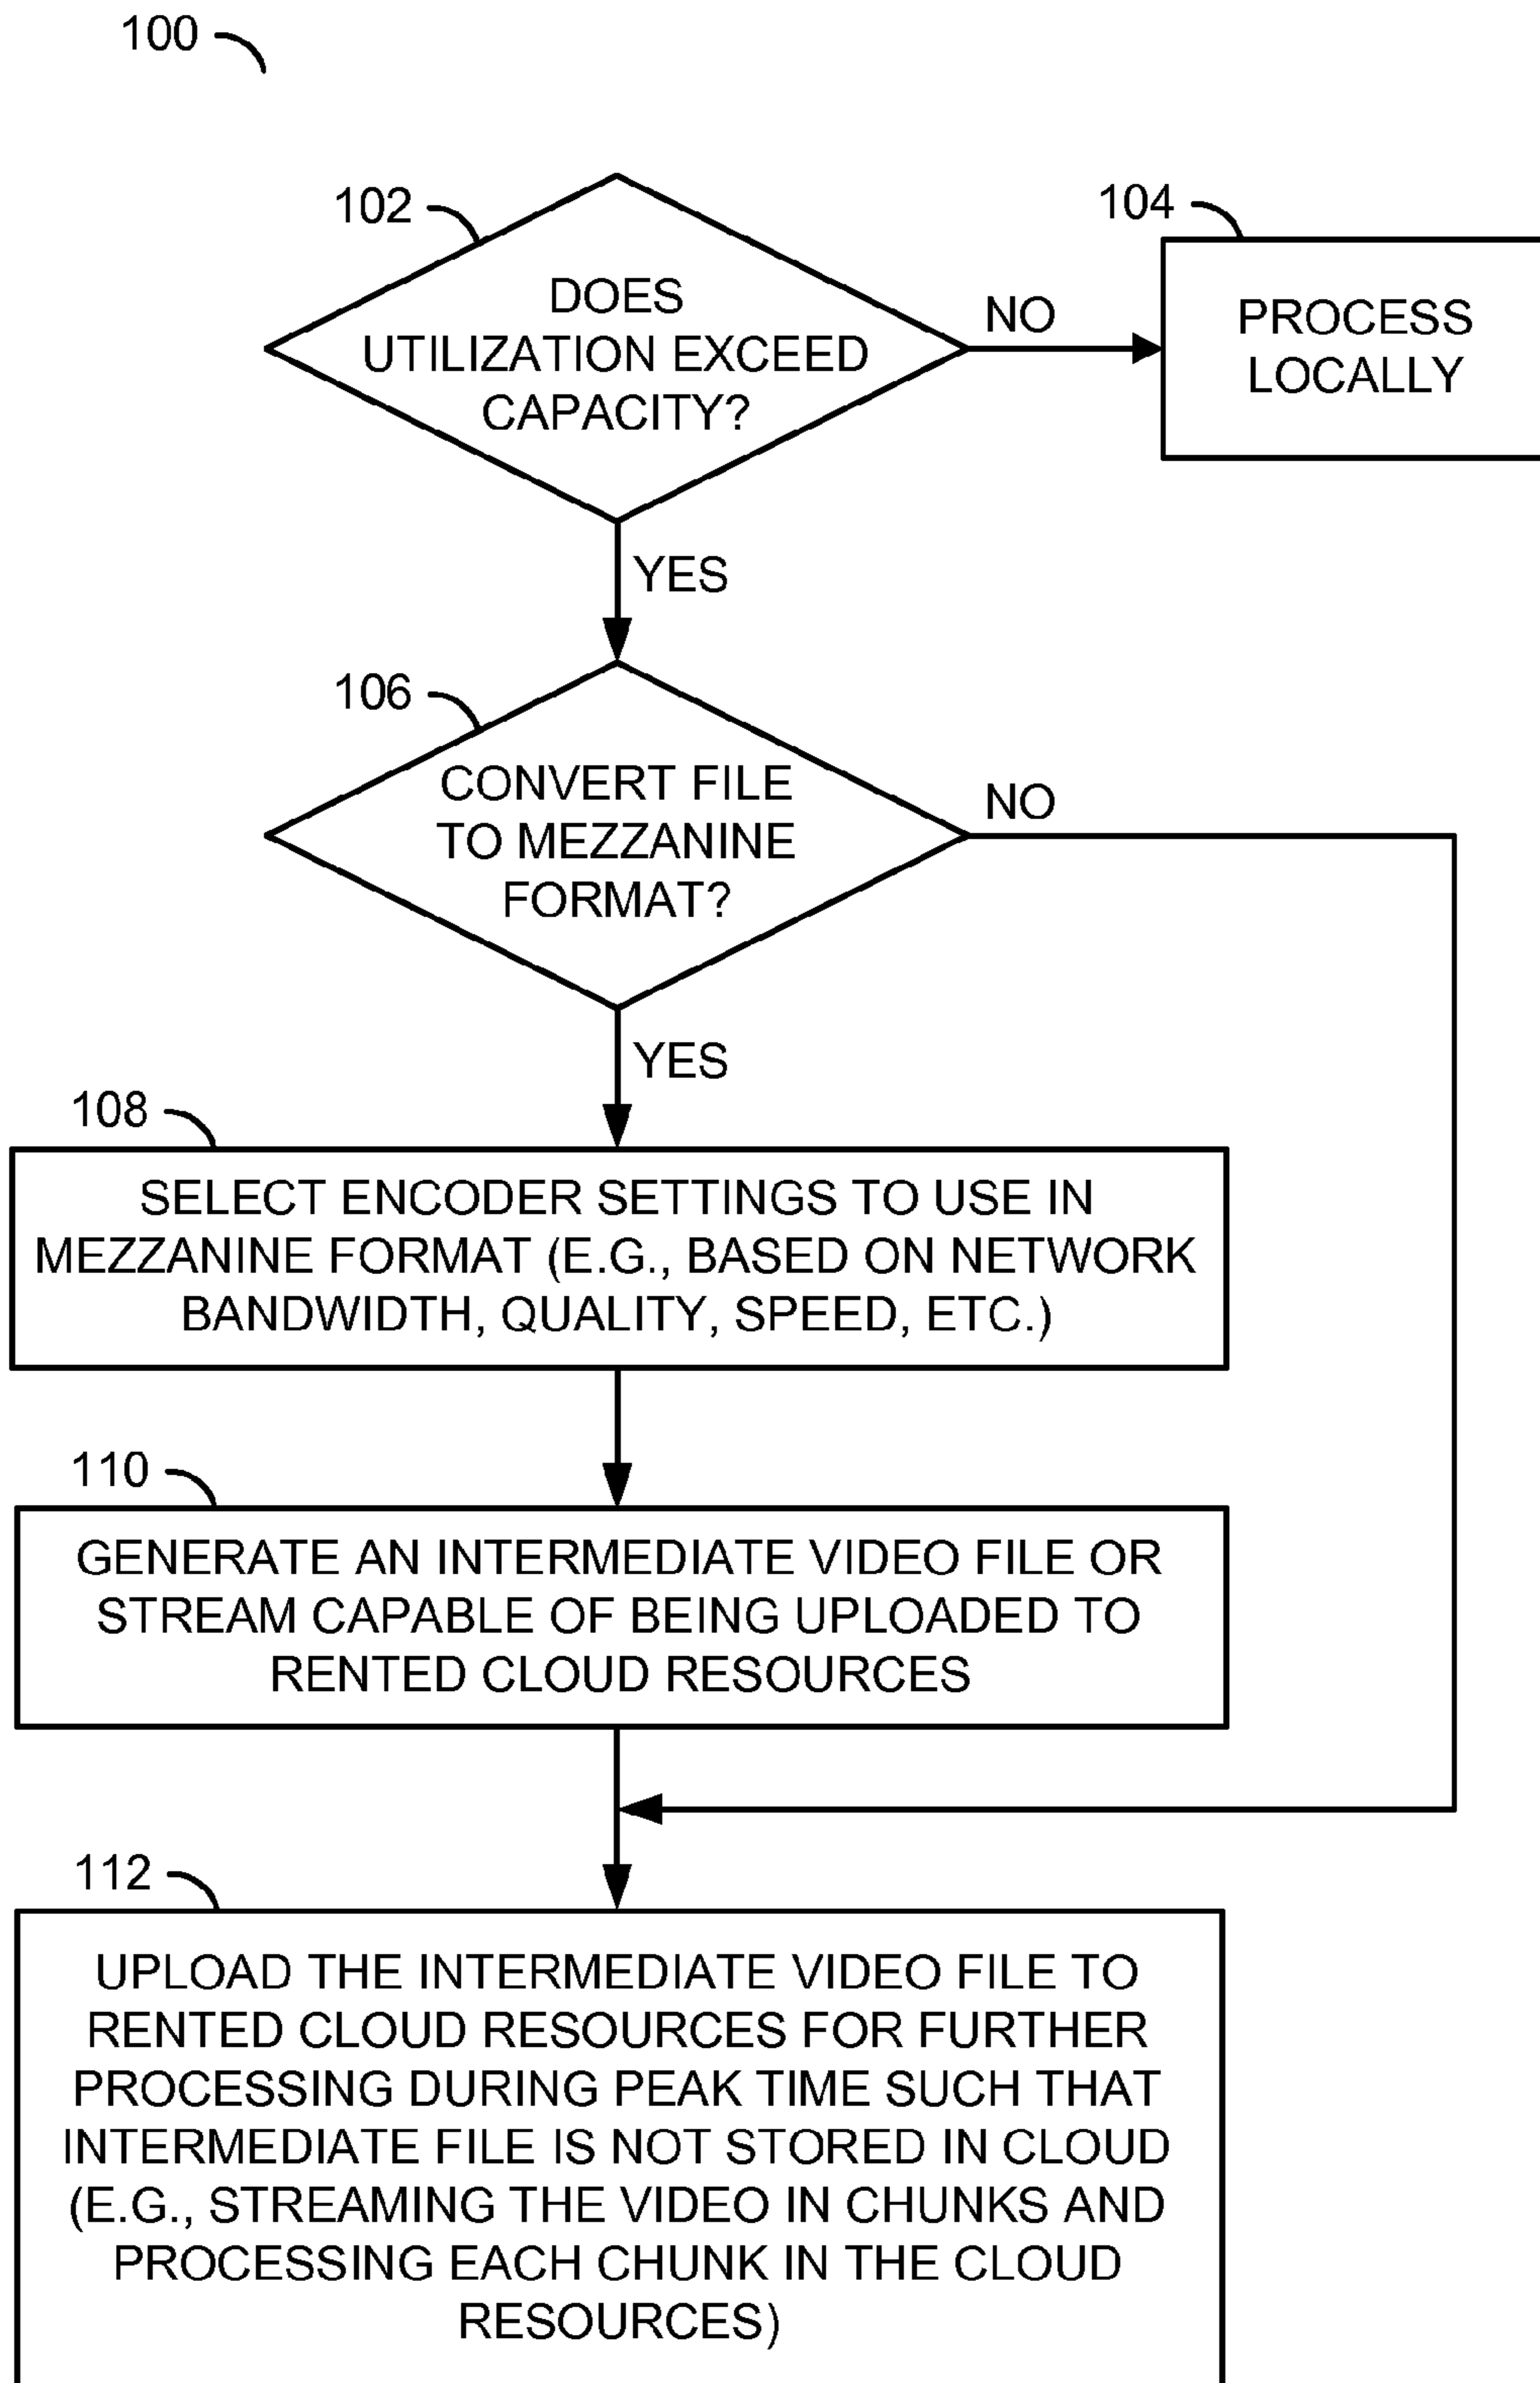 100
102
DOES
UTILIZATION EXCEED
CAPACITY?
NO
104
PROCESS
LOCALLY
YES
106
CONVERT FILE
TO MEZZANINE
FORMAT?
NO
YES
108
SELECT ENCODER SETTINGS TO USE IN
MEZZANINE FORMAT (E.G., BASED ON NETWORK
BANDWIDTH, QUALITY, SPEED, ETC.)
110
GENERATE AN INTERMEDIATE VIDEO FILE OR
STREAM CAPABLE OF BEING UPLOADED TO
RENTED CLOUD RESOURCES
112
UPLOAD THE INTERMEDIATE VIDEO FILE TO
RENTED CLOUD RESOURCES FOR FURTHER
PROCESSING DURING PEAK TIME SUCH THAT
INTERMEDIATE FILE IS NOT STORED IN CLOUD
(E.G., STREAMING THE VIDEO IN CHUNKS AND
PROCESSING EACH CHUNK IN THE CLOUD
RESOURCES)